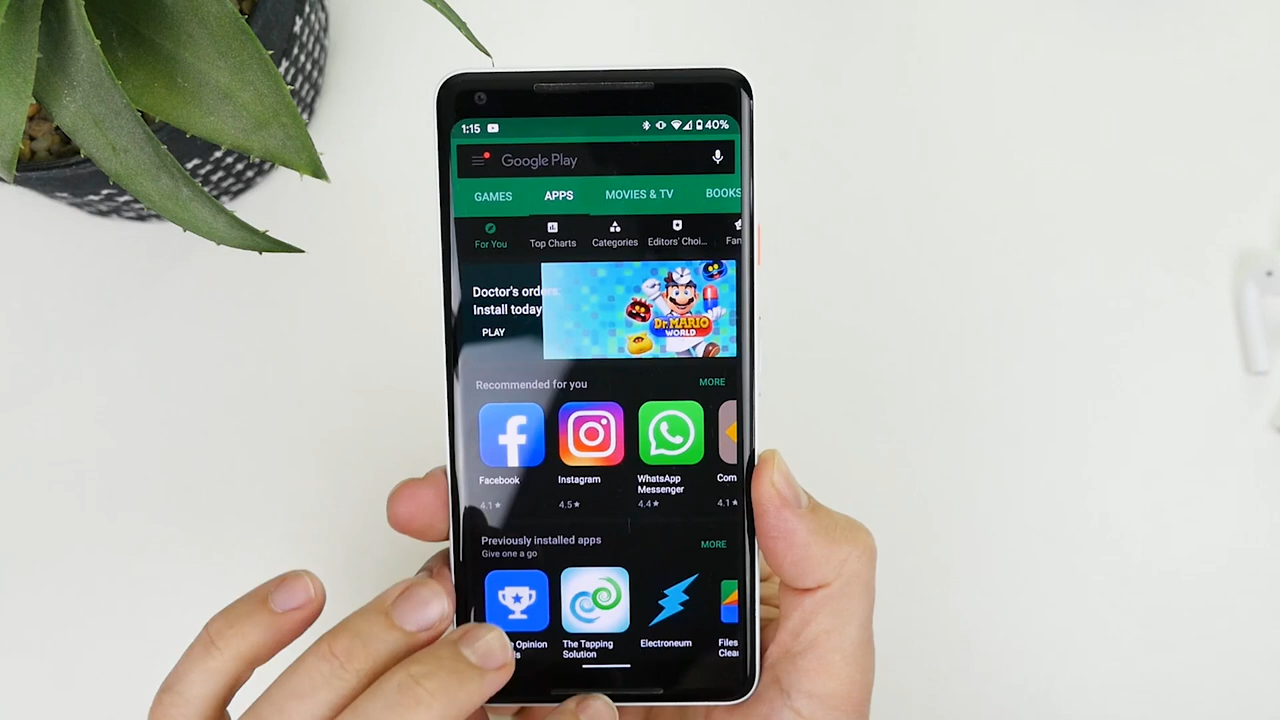 1:15 40%
Google Play
GAMES APPS MOVIES & TV BOOKS
For You Top Charts Categories Editors' Choi... Fam
Doctor's orders:
Install today
PLAY
Dr. MARIO
WORLD
Recommended for you MORE
Facebook Instagram WhatsApp
Messenger Com
4.1 4.5 4.4 4.1
Previously installed apps MORE
Give one a go
Opinion The Tapping
Solution Electroneum Files
Clea